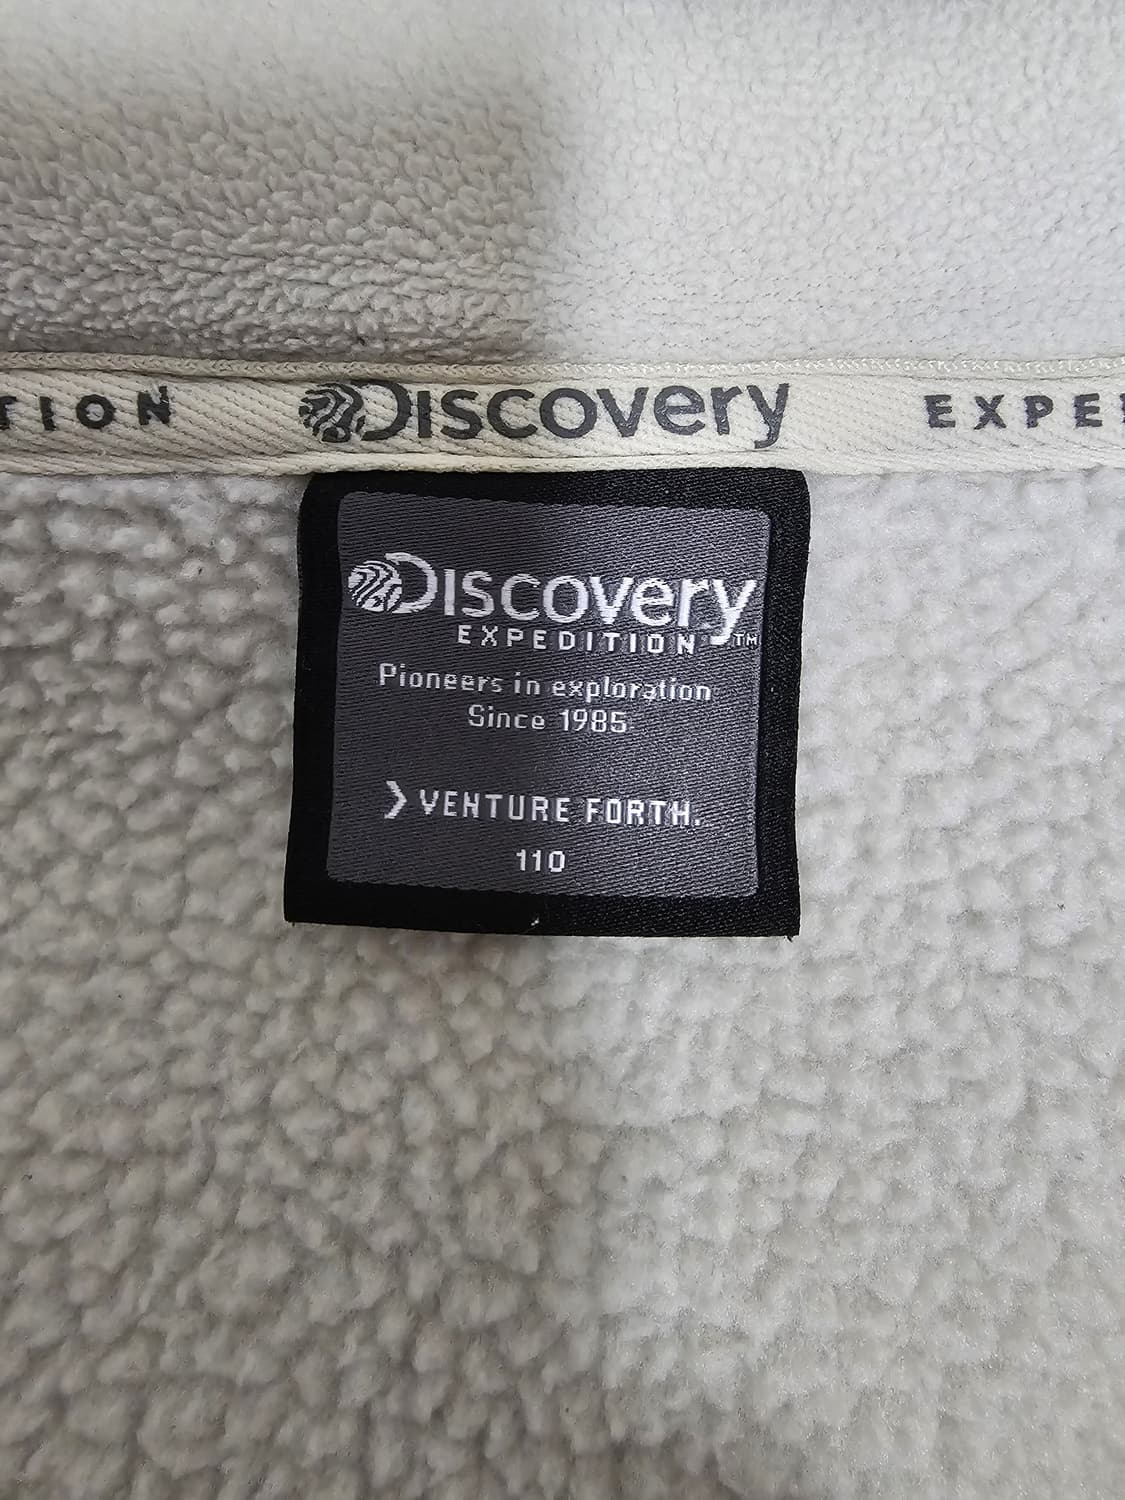 TION Discovery EXPE
Discovery
EXPEDITION™
Pioneers in exploration
Since 1985
❯ VENTURE FORTH.
110